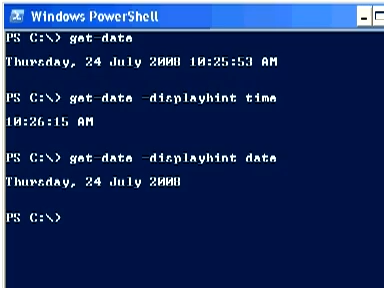 Windows PowerShell
PS C:\> get-date
Thursday, 24 July 2008 10:25:53 AM
PS C:\> get-date -displayhint time
10:26:15 AM
PS C:\> get-date -displayhint date
Thursday, 24 July 2008
PS C:\>